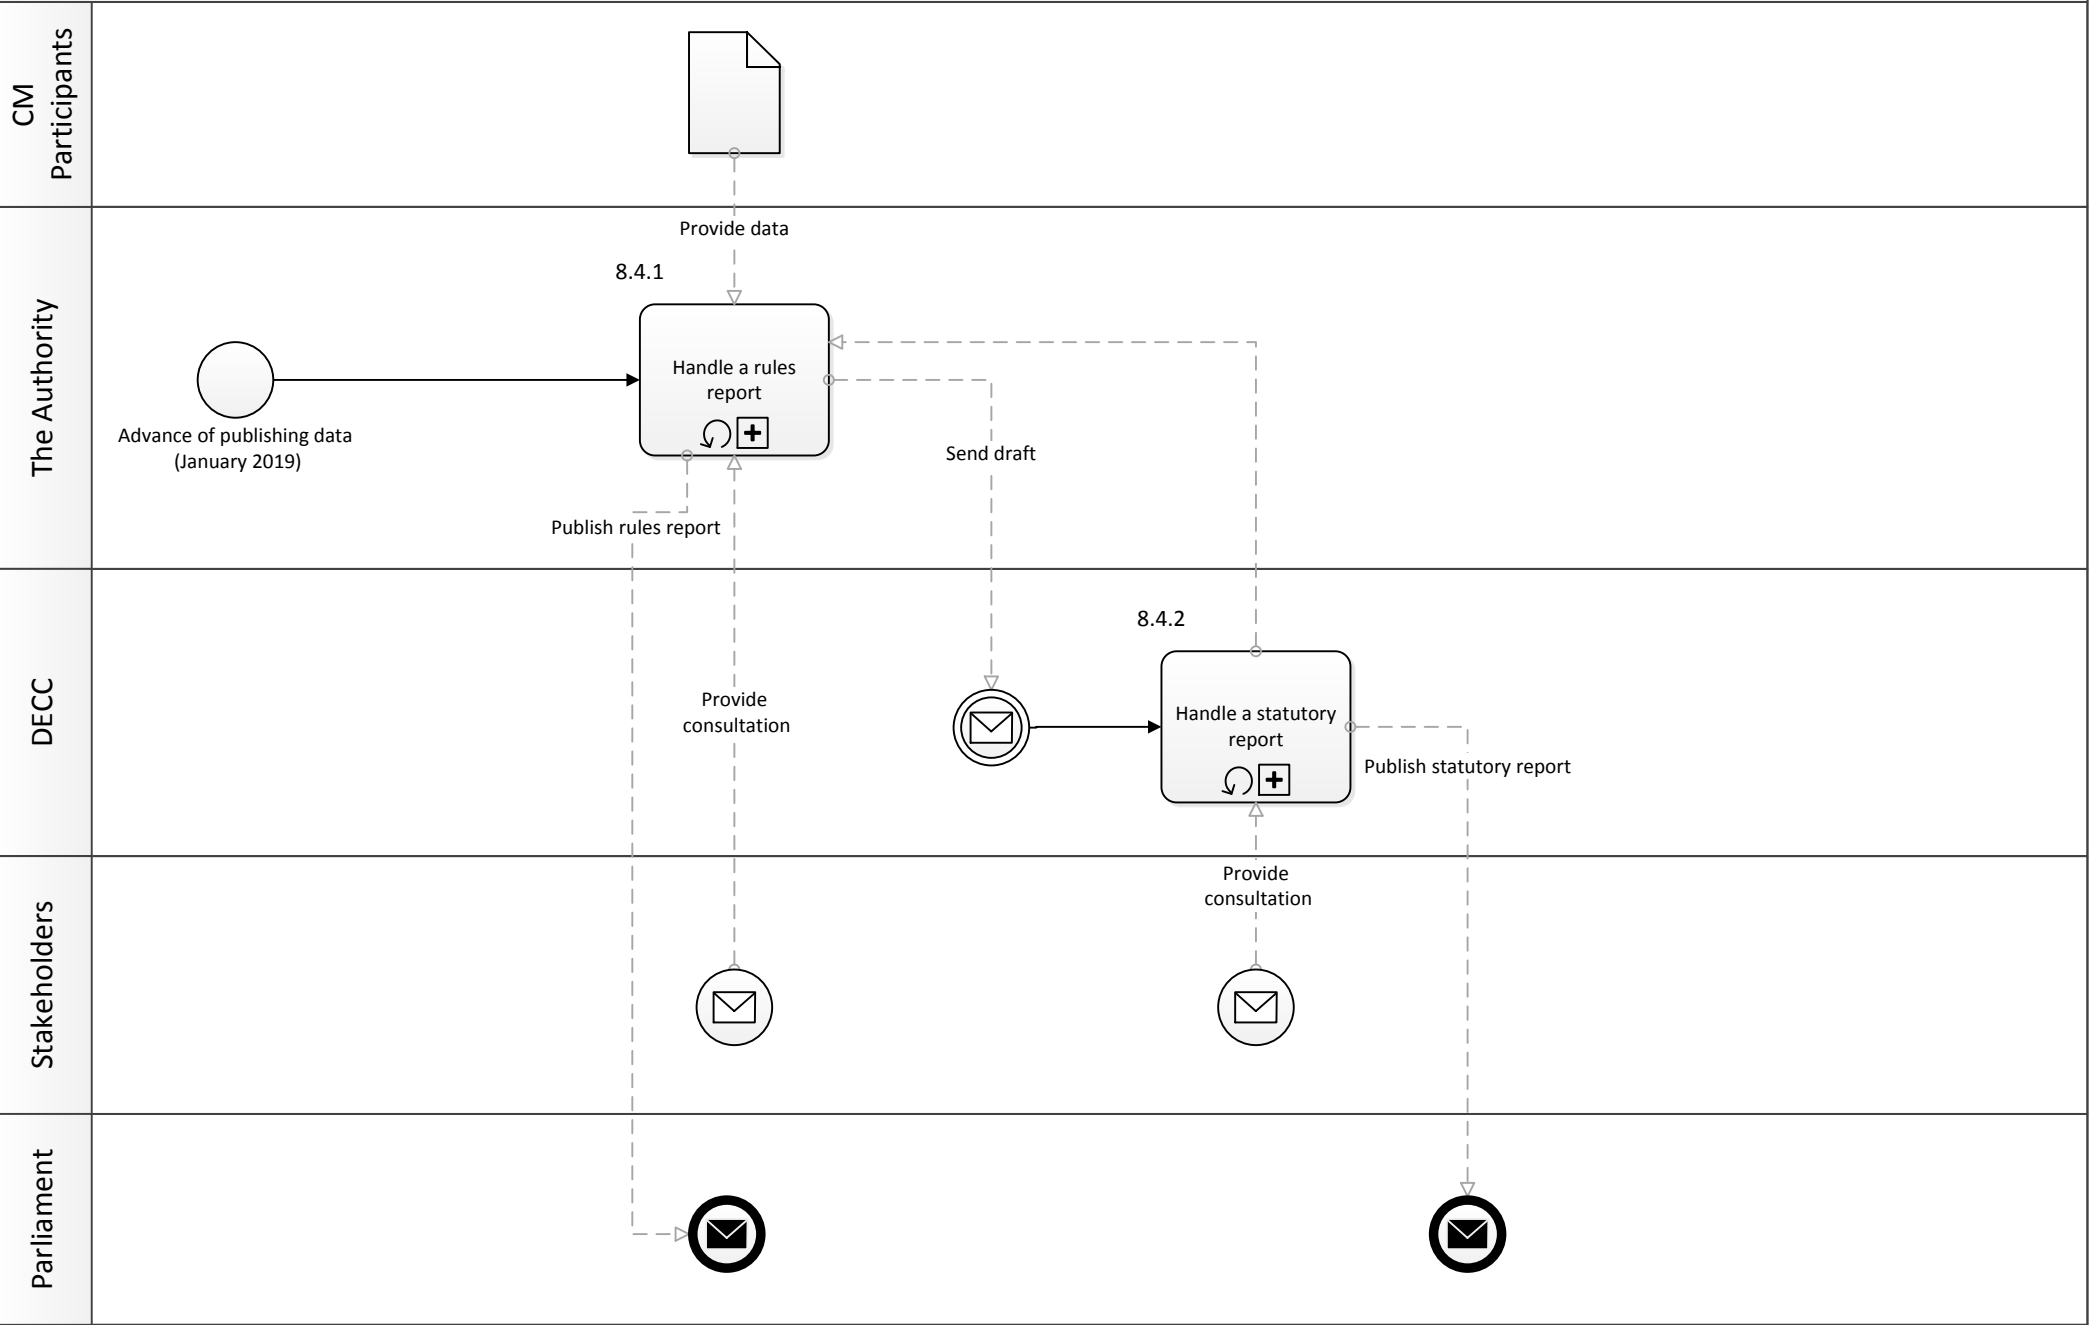 CM
Participants
Provide data
The Authority
8.4.1
Handle a rules
report
Advance of publishing data
(January 2019)
Send draft
Publish rules report
DECC
8.4.2
Provide
consultation
Handle a statutory
report
Publish statutory report
Stakeholders
Provide
consultation
Parliament